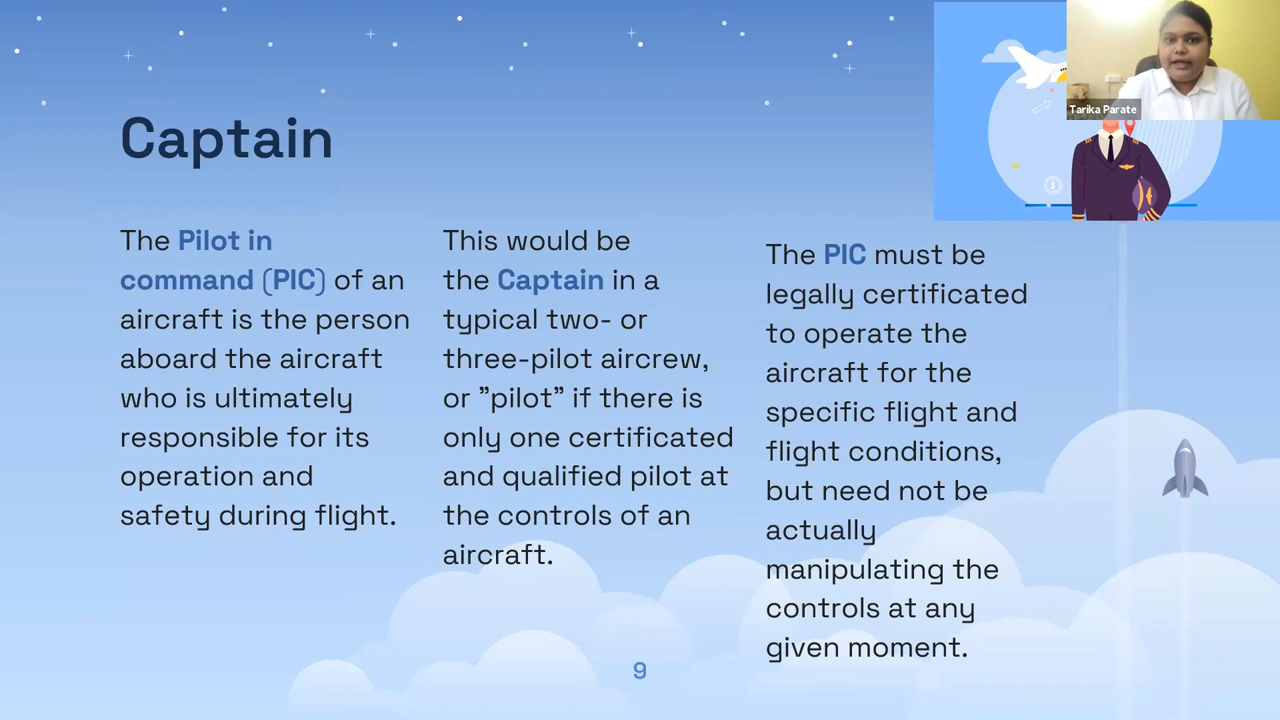 Captain
Tarika Parate
The Pilot in
command (PIC) of an
aircraft is the person
aboard the aircraft
who is ultimately
responsible for its
operation and
safety during flight.
This would be
the Captain in a
typical two- or
three-pilot aircrew,
or ”pilot” if there is
only one certificated
and qualified pilot at
the controls of an
aircraft.
The PIC must be
legally certificated
to operate the
aircraft for the
specific flight and
flight conditions,
but need not be
actually
manipulating the
controls at any
given moment.
9